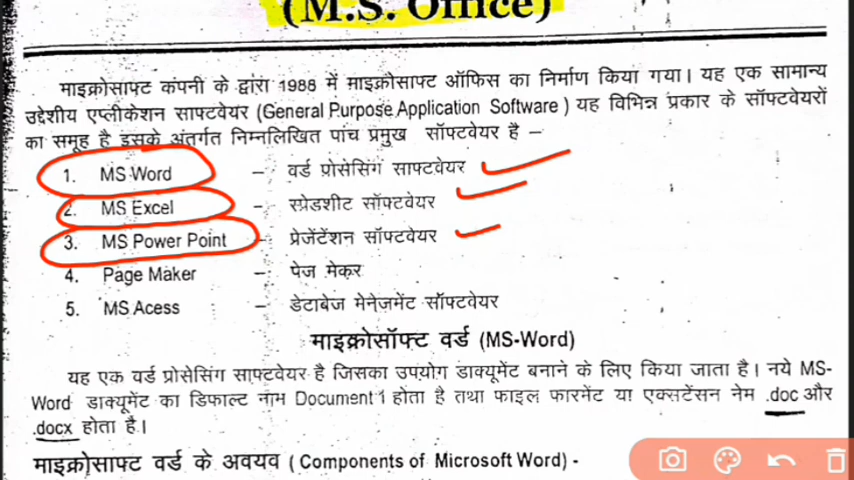 (M.S. Office)
माइक्रोसाफ्ट कंपनी के द्वारा 1988 में माइक्रौसाफ्ट ऑफिस का निर्माण किया गया। यह एक सामान्य
उद्देशीय एप्लीकेशन साफ्टवेयर (General Purpose Application Software) यह विभिन्न प्रकार के सॉफ्टवेयरों
का समूह है इसके अंतर्गत निम्नलिखित पांच प्रमुख सॉफ्टवेयर है –
1. MS Word – वर्ड प्रोसेसिंग साफ्टवेयर
2. MS Excel – स्प्रेडशीट सॉफ्टवेयर
3. MS Power Point – प्रेजेंटेंशन सॉफ्टवेयर
4. Page Maker – पेज मेकर
5. MS Acess – डेटाबेज मेनेजमेंट सॉफ्टवेयर
माइक्रोसॉफ्ट वर्ड (MS-Word)
यह एक वर्ड प्रोसेसिंग साफ्टवेयर है जिसका उपयोग डाक्यूमेंट बनाने के लिए किया जाता है। नये MS-
Word डाक्यूमेंट का डिफाल्ट नाम Document 1 होता है तथा फाइल फारमेंट या एक्सटेंसन नेम .doc और
.docx होता है।
माइक्रोसाफ्ट वर्ड के अवयव (Components of Microsoft Word) -